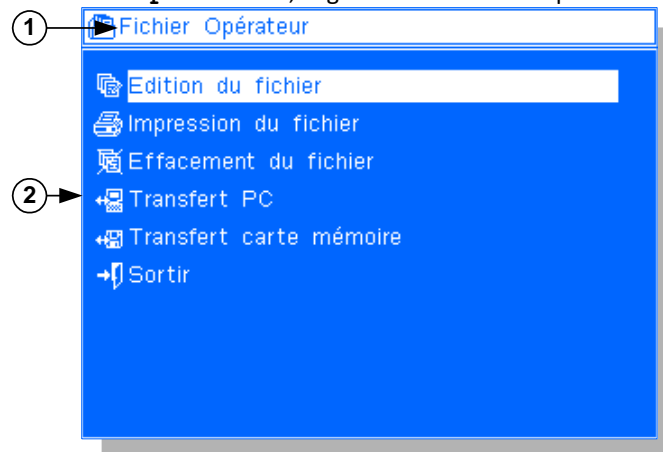 1
Fichier Opérateur
Edition du fichier
Impression du fichier
Effacement du fichier
2
Transfert PC
Transfert carte mémoire
Sortir